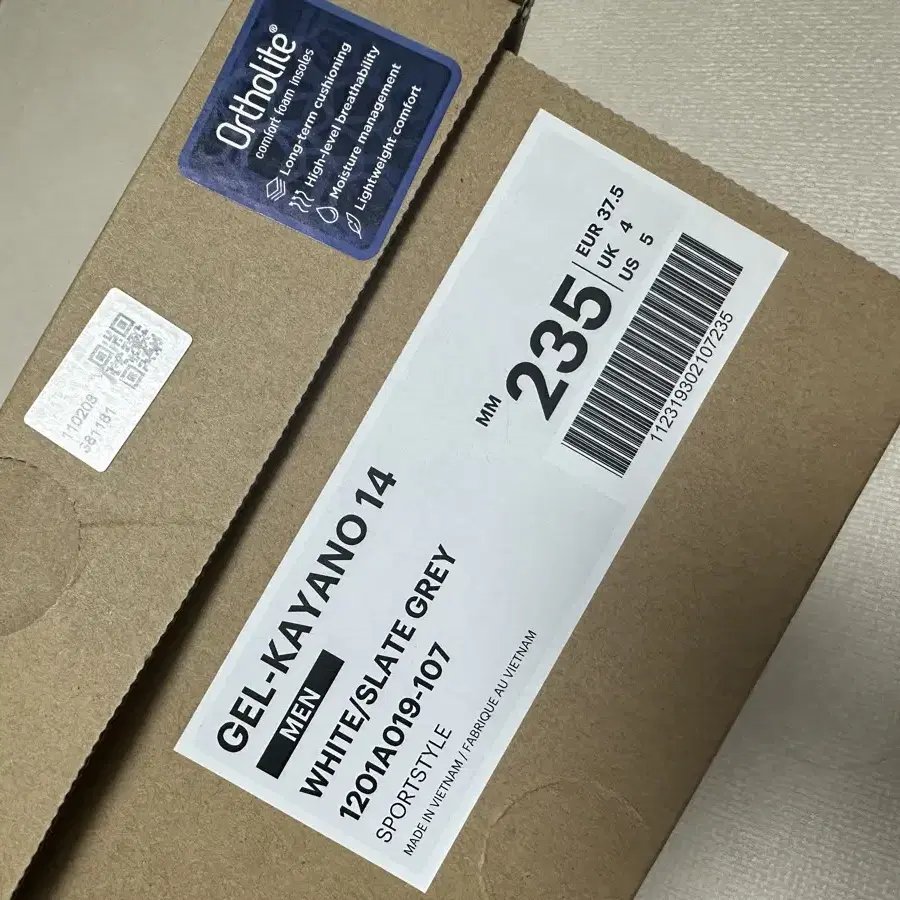 Ortholite®
comfort foam insoles
Long-term cushioning
High-level breathability
Moisture management
Lightweight comfort
110208
381181
GEL-KAYANO 14
MEN
WHITE/SLATE GREY
1201A019-107
SPORTSTYLE
MADE IN VIETNAM / FABRIQUE AU VIETNAM
MM 235
EUR 37.5
UK 4
US 5
112319302107235